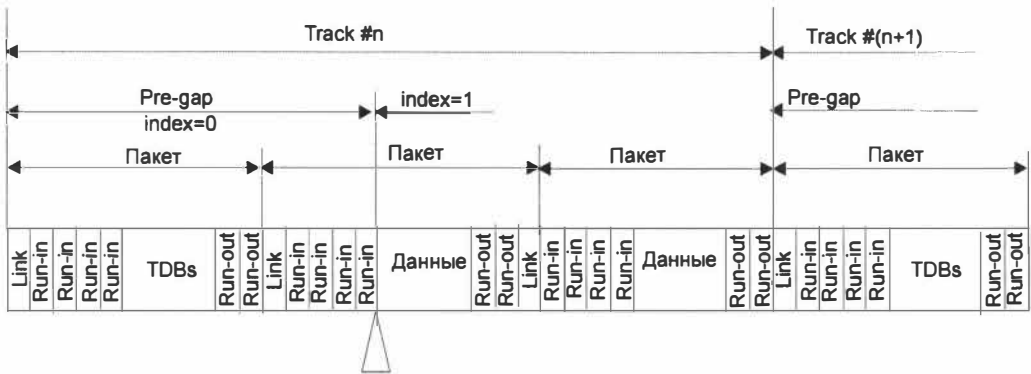 Track #n
Track #(n+1)
Pre-gap
index=1
Pre-gap
index=0
Пакет
Пакет
Пакет
Пакет
Link
Run-in
Run-in
Run-in
Run-in
TDBs
Run-out
Run-out
Link
Run-in
Run-in
Run-in
Run-in
Данные
Run-out
Run-out
Link
Run-in
Run-in
Run-in
Run-in
Данные
Run-out
Run-out
Link
Run-in
Run-in
Run-in
Run-in
TDBs
Run-out
Run-out